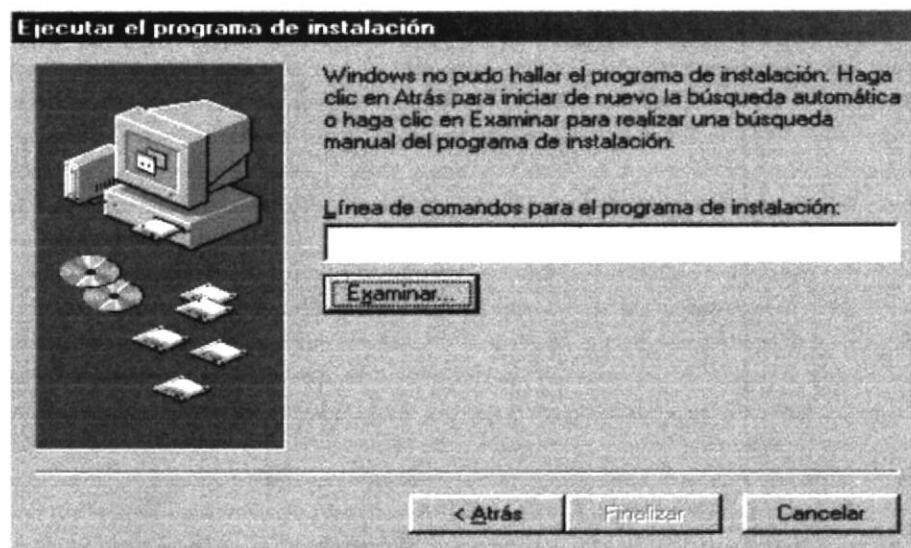 Ejecutar el programa de instalación
Windows no pudo hallar el programa de instalación. Haga
clic en Atrás para iniciar de nuevo la búsqueda automática
o haga clic en Examinar para realizar una búsqueda
manual del programa de instalación.
Línea de comandos para el programa de instalación:
Examinar...
< Atrás
Finalizar
Cancelar